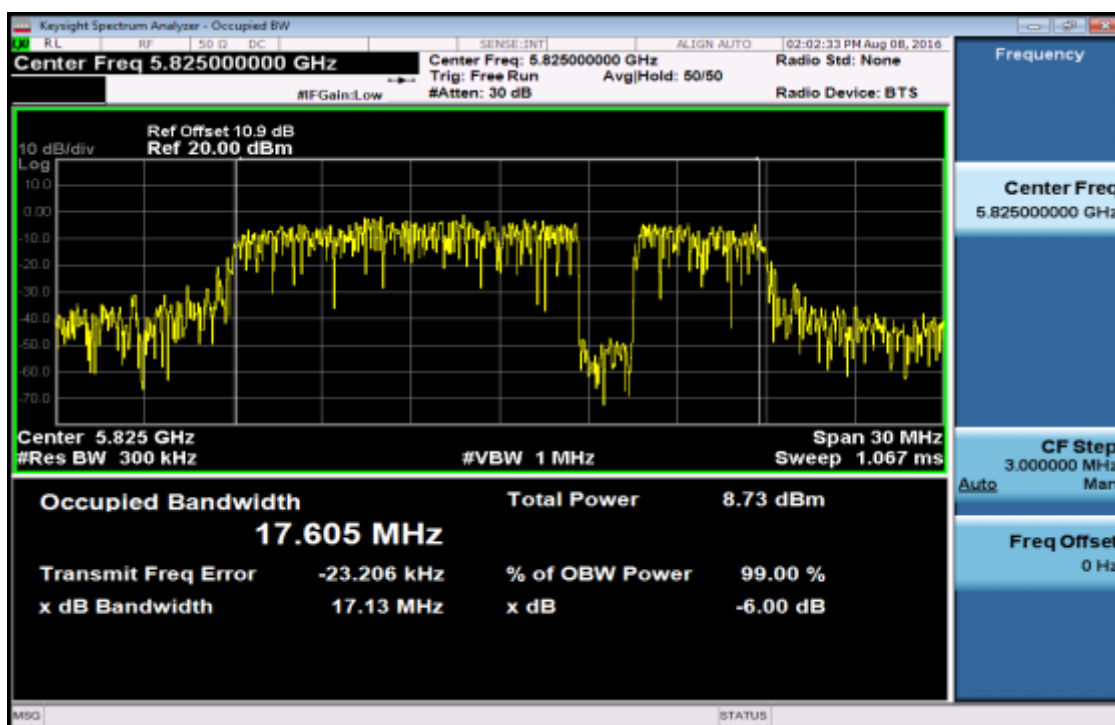 Keysight Spectrum Analyzer - Occupied BW
LXI RL RF 50 Ω DC SENSE:INT ALIGN AUTO 02:02:33 PM Aug 08, 2016
Center Freq 5.825000000 GHz
Center Freq: 5.825000000 GHz
Radio Std: None
Trig: Free Run Avg|Hold: 50/50
#IFGain:Low
#Atten: 30 dB
Radio Device: BTS
Ref Offset 10.9 dB
10 dB/div Ref 20.00 dBm
Log
10.0
0.00
-10.0
-20.0
-30.0
-40.0
-50.0
-60.0
-70.0
Center 5.825 GHz Span 30 MHz
#Res BW 300 kHz #VBW 1 MHz Sweep 1.067 ms
Occupied Bandwidth Total Power 8.73 dBm
17.605 MHz
Transmit Freq Error -23.206 kHz % of OBW Power 99.00 %
x dB Bandwidth 17.13 MHz x dB -6.00 dB
MSG STATUS
Frequency
Center Freq
5.825000000 GHz
CF Step
3.000000 MHz
Auto Man
Freq Offset
0 Hz